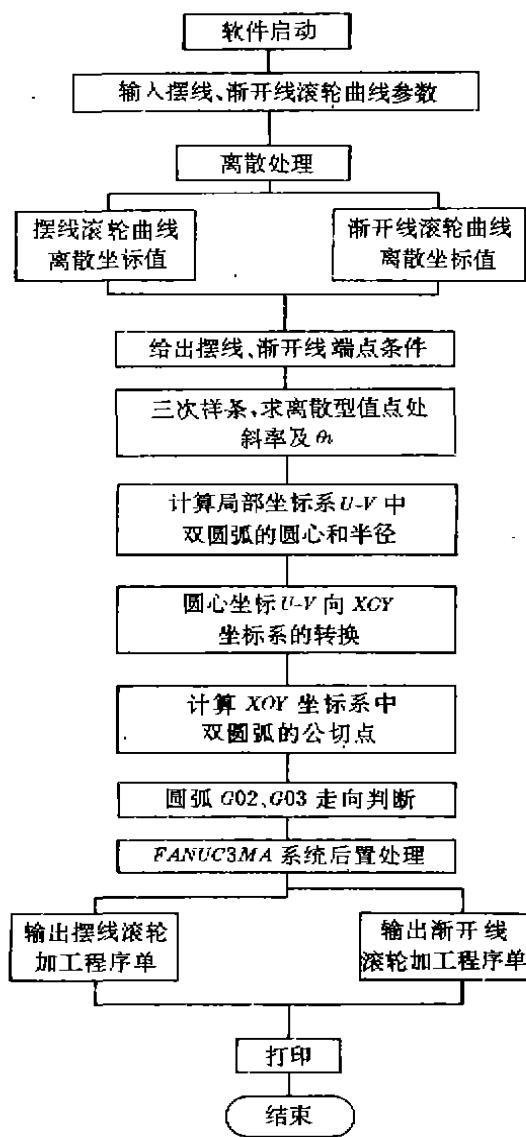 软件启动
输入摆线、渐开线滚轮曲线参数
离散处理
摆线滚轮曲线
离散坐标值
渐开线滚轮曲线
离散坐标值
给出摆线、渐开线端点条件
三次样条,求离散型值点处
斜率及θi
计算局部坐标系U-V中
双圆弧的圆心和半径
圆心坐标U-V向XOY
坐标系的转换
计算XOY坐标系中
双圆弧的公切点
圆弧G02、G03走向判断
FANUC3MA系统后置处理
输出摆线滚轮
加工程序单
输出渐开线
滚轮加工程序单
打印
结束